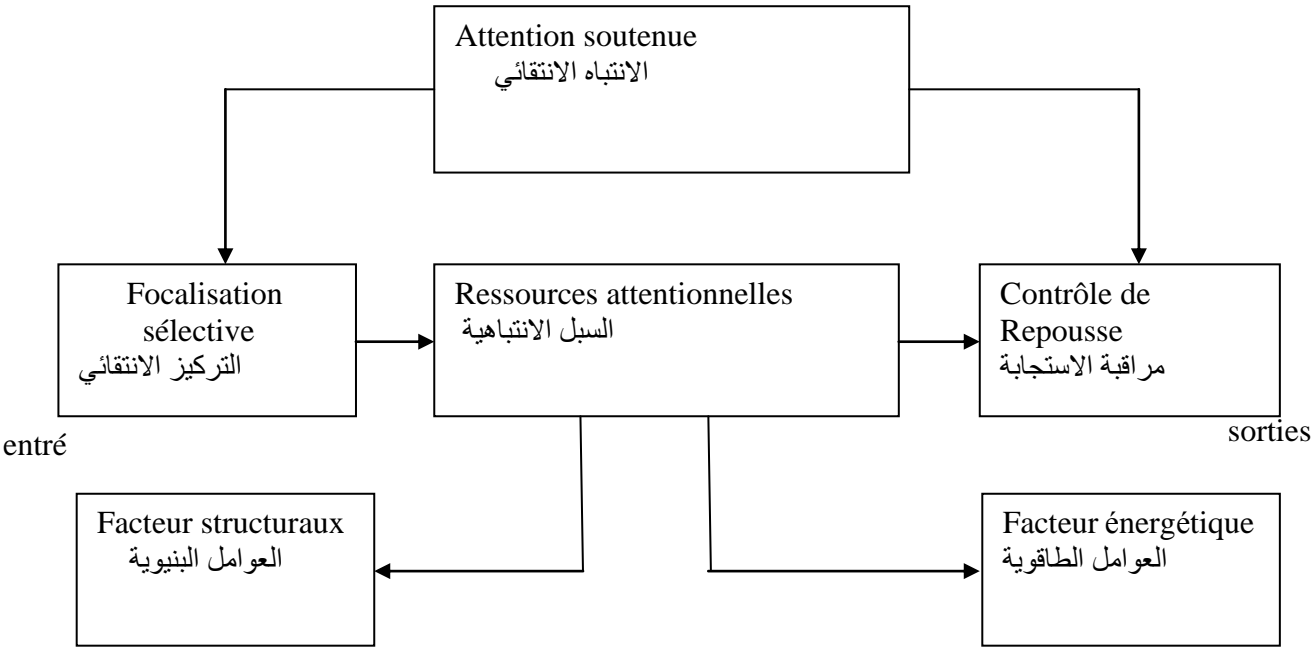 Attention soutenue
الانتباه الانتقائي
Focalisation
sélective
التركيز الانتقائي
Ressources attentionnelles
السبل الانتباهية
Contrôle de
Repousse
مراقبة الاستجابة
entré
sorties
Facteur structuraux
العوامل البنيوية
Facteur énergétique
العوامل الطاقوية